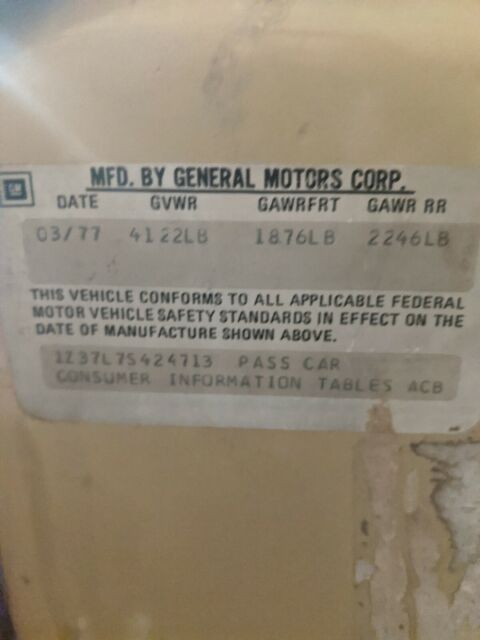 GM
MFD. BY GENERAL MOTORS CORP.
DATE GVWR GAWRFRT GAWR RR
03/77 4122LB 1876LB 2246LB
THIS VEHICLE CONFORMS TO ALL APPLICABLE FEDERAL
MOTOR VEHICLE SAFETY STANDARDS IN EFFECT ON THE
DATE OF MANUFACTURE SHOWN ABOVE.
1Z37L7S424713 PASS CAR
CONSUMER INFORMATION TABLES ACB